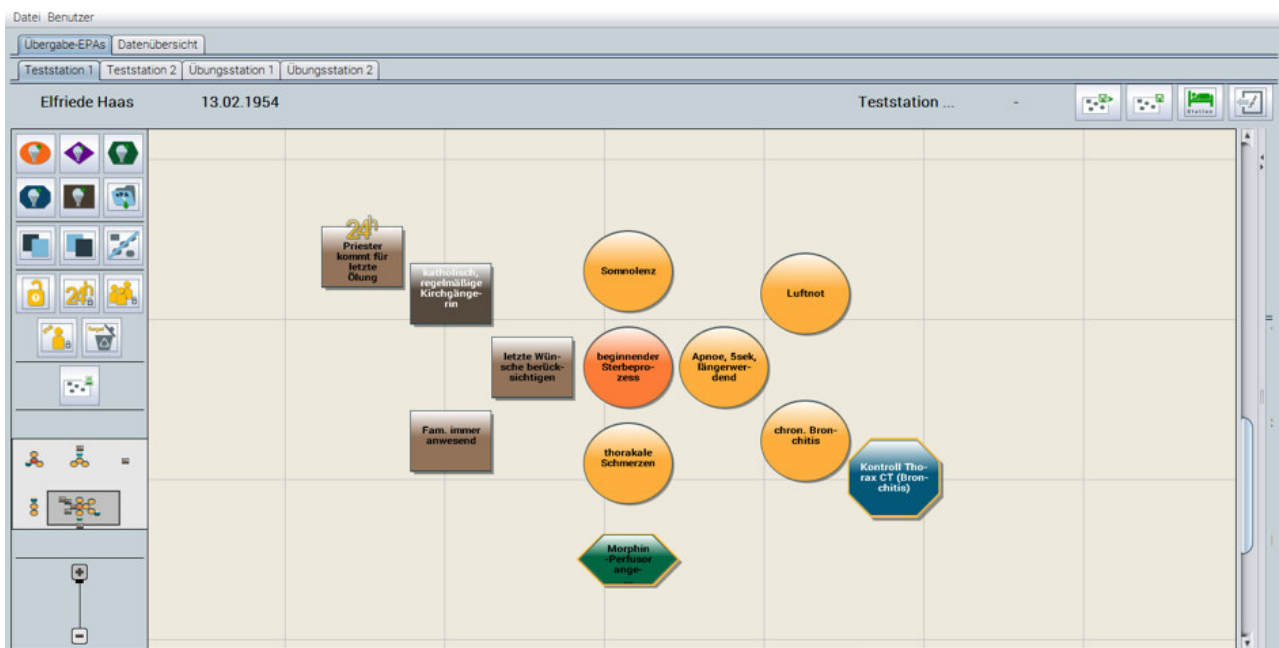 Datei Benutzer
Übergabe-EPAs Datenübersicht
Teststation 1 Teststation 2 Übungsstation 1 Übungsstation 2
Elfriede Haas 13.02.1954 Teststation ... -
Station
24h
24h
Priester
kommt für
letzte
Ölung
katholisch,
regelmäßige
Kirchgänge-
rin
Somnolenz
Luftnot
letzte Wün-
sche berück-
sichtigen
beginnender
Sterbepro-
zess
Apnoe, 5sek,
längerwer-
dend
Fam. immer
anwesend
thorakale
Schmerzen
chron. Bron-
chitis
Kontroll Tho-
rax CT (Bron-
chitis)
Morphin
-Perfusor
ange-